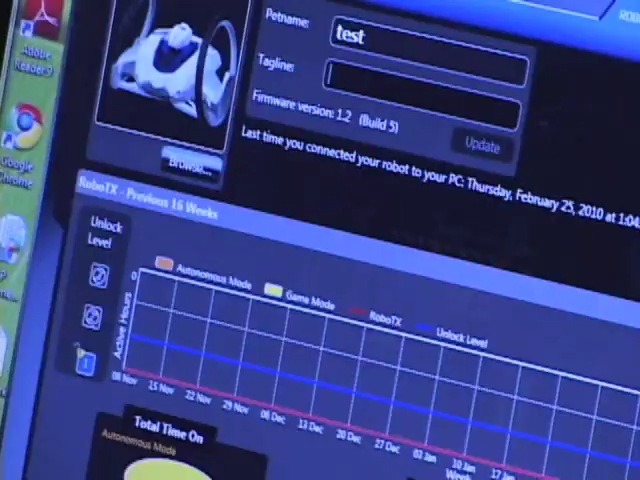 Adobe
Reader9
Google
Chrome
Petname:
test
Tagline:
Firmware version: 1.2 (Build 5)
Update
Browse...
Last time you connected your robot to your PC: Thursday, February 25, 2010 at 1:04
RoboTX - Previous 16 Weeks
Unlock
Level
Autonomous Mode
Game Mode
RoboTX
Unlock Level
0
Active Hours
1
08 Nov
15 Nov
22 Nov
29 Nov
06 Dec
13 Dec
20 Dec
27 Dec
03 Jan
10 Jan
17 Jan
Week
Total Time On
Autonomous Mode